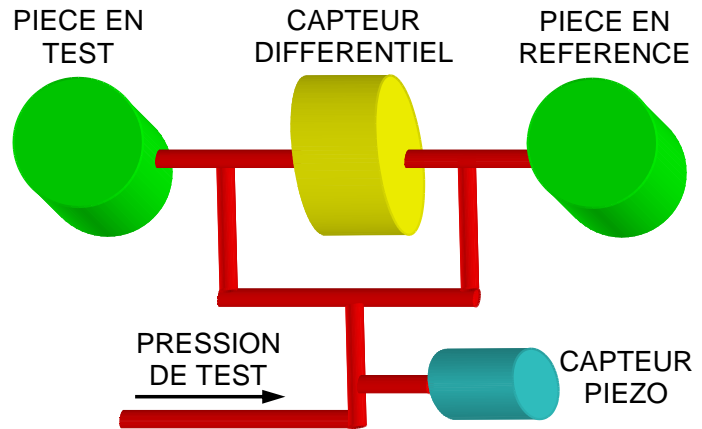 PIECE EN
TEST
CAPTEUR
DIFFERENTIEL
PIECE EN
REFERENCE
PRESSION
DE TEST
CAPTEUR
PIEZO